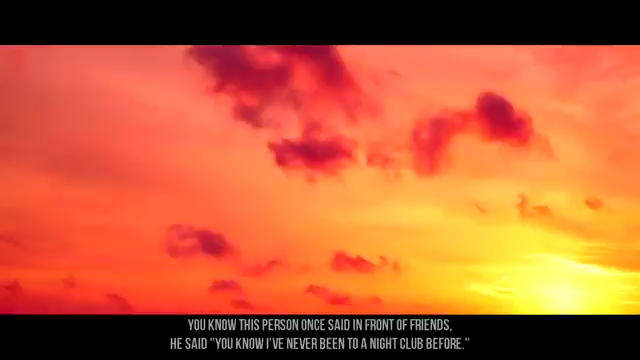 YOU KNOW THIS PERSON ONCE SAID IN FRONT OF FRIENDS,
HE SAID "YOU KNOW I'VE NEVER BEEN TO A NIGHT CLUB BEFORE."